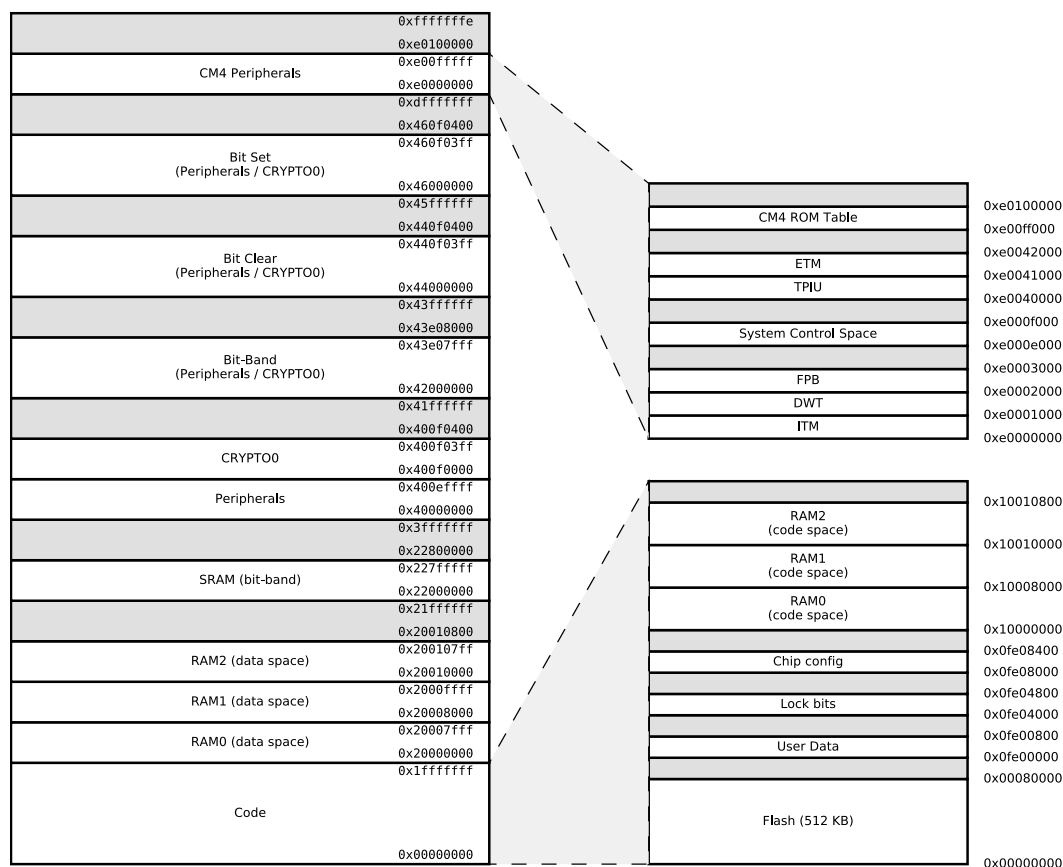 0xfffffffe
0xe0100000
0xe00fffff
CM4 Peripherals
0xe0000000
0xdfffffff
0x460f0400
0x460f03ff
Bit Set
(Peripherals / CRYPTO0)
0x46000000
0x45ffffff
0x440f0400
0x440f03ff
Bit Clear
(Peripherals / CRYPTO0)
0x44000000
0x43ffffff
0x43e08000
0x43e07fff
Bit-Band
(Peripherals / CRYPTO0)
0x42000000
0x41ffffff
0x400f0400
0x400f03ff
CRYPTO0
0x400f0000
0x400effff
Peripherals
0x40000000
0x3fffffff
0x22800000
0x227fffff
SRAM (bit-band)
0x22000000
0x21ffffff
0x20010800
0x200107ff
RAM2 (data space)
0x20010000
0x2000ffff
RAM1 (data space)
0x20008000
0x20007fff
RAM0 (data space)
0x20000000
0x1fffffff
Code
0x00000000
0xe0100000
CM4 ROM Table
0xe00ff000
0xe0042000
ETM
0xe0041000
TPIU
0xe0040000
0xe000f000
System Control Space
0xe000e000
0xe0003000
FPB
0xe0002000
DWT
0xe0001000
ITM
0xe0000000
0x10010800
RAM2
(code space)
0x10010000
RAM1
(code space)
0x10008000
RAM0
(code space)
0x10000000
0x0fe08400
Chip config
0x0fe08000
0x0fe04800
Lock bits
0x0fe04000
0x0fe00800
User Data
0x0fe00000
0x00080000
Flash (512 KB)
0x00000000